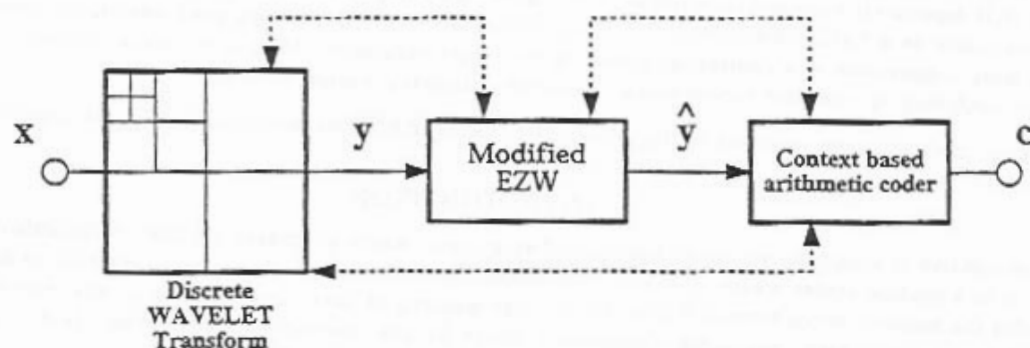 x
y
Modified
EZW
ŷ
Context based
arithmetic coder
c
Discrete
WAVELET
Transform